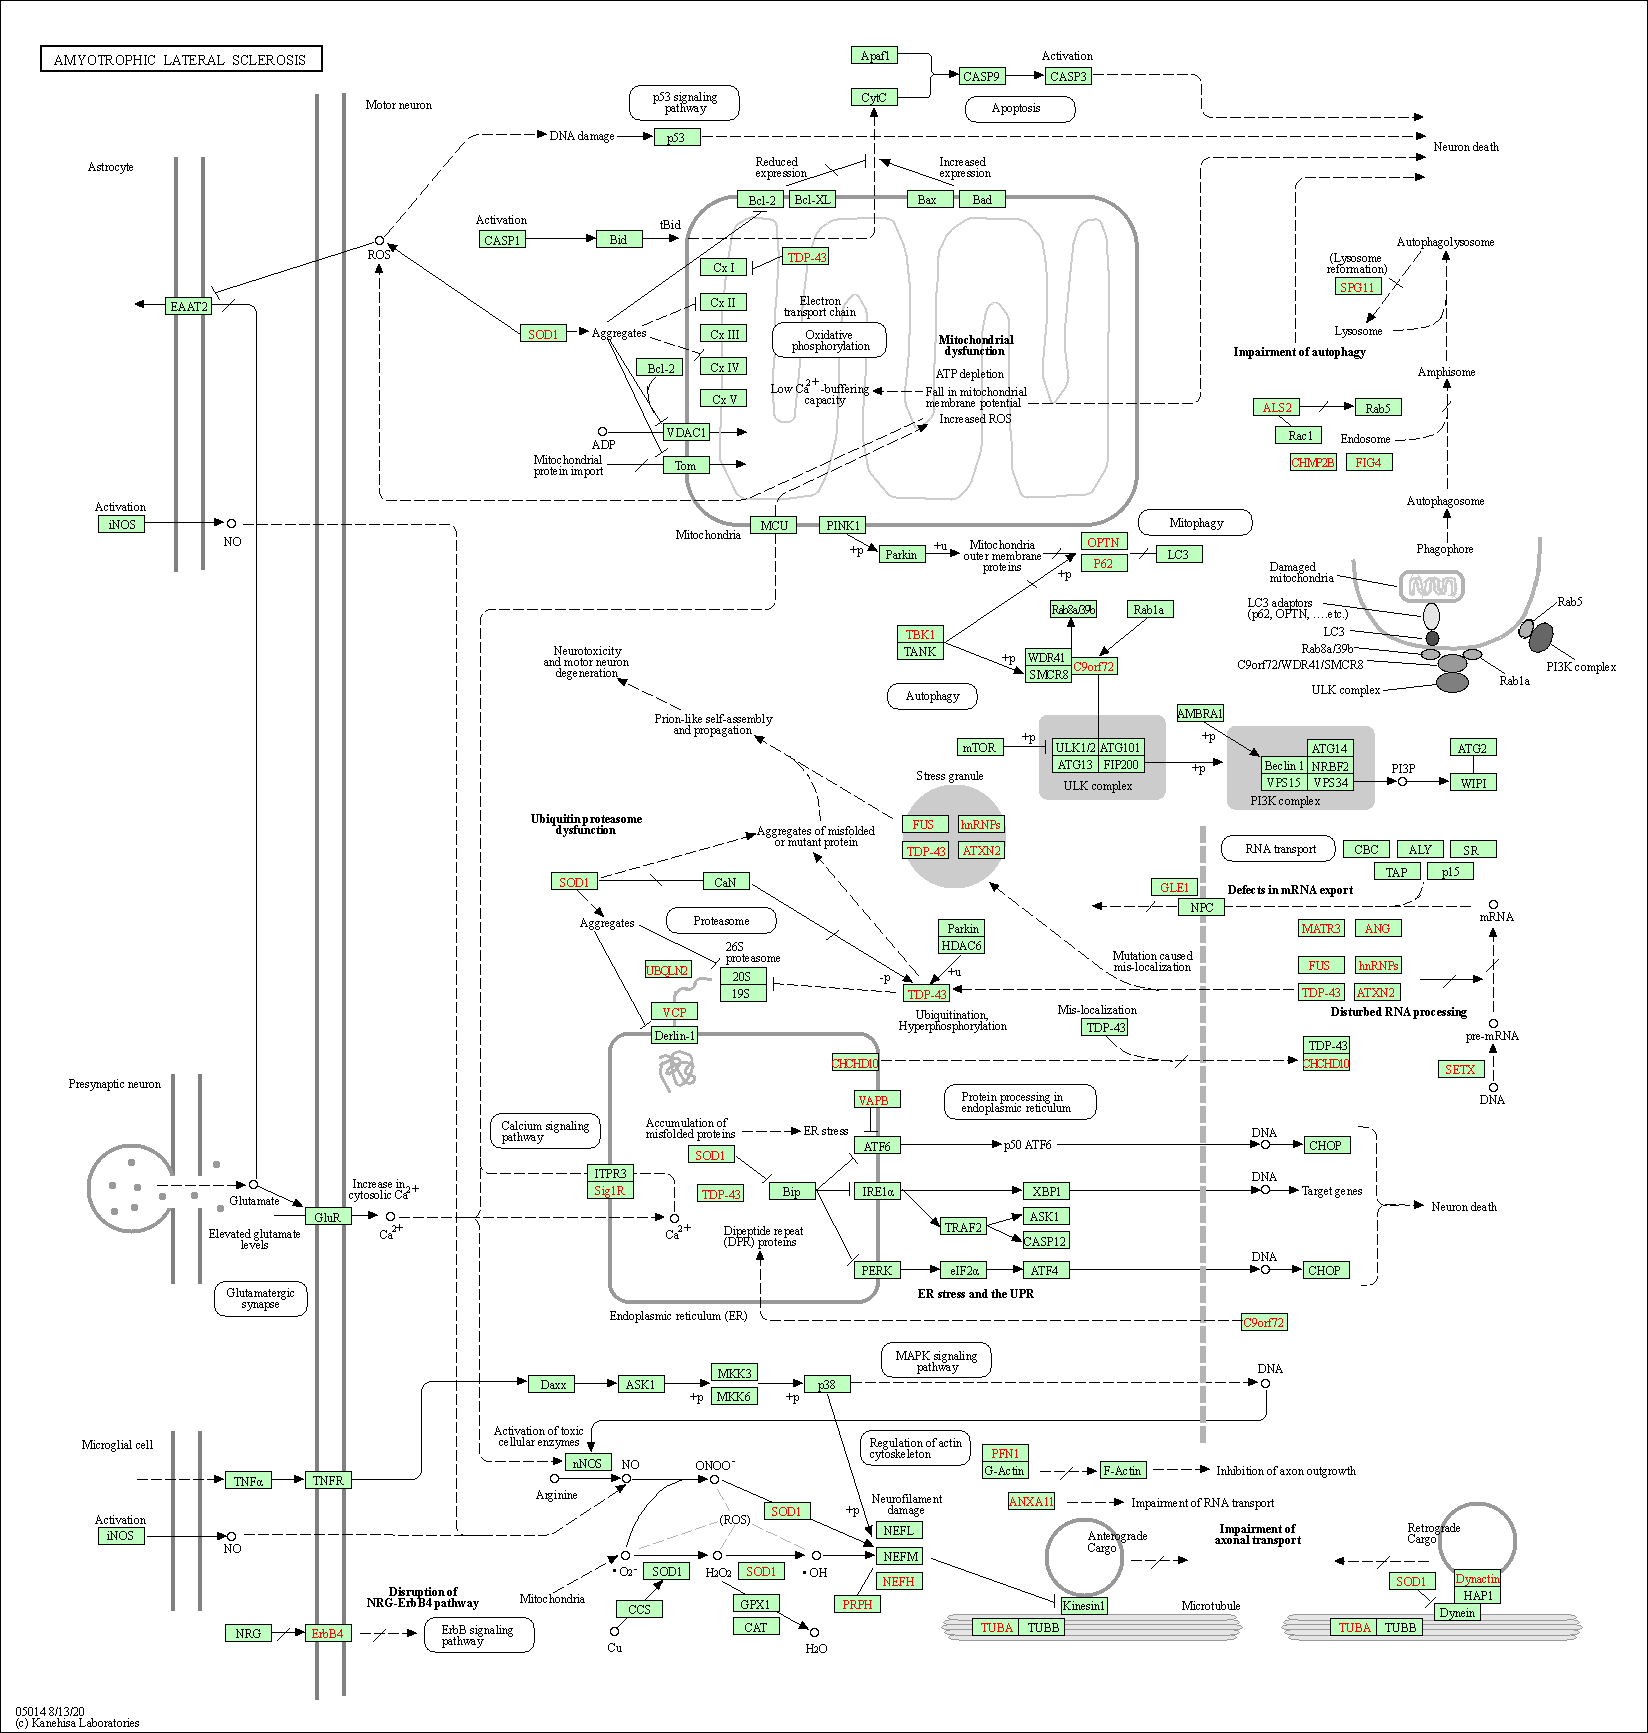 AMYOTROPHIC LATERAL SCLEROSIS
Motor neuron
Astrocyte
p53 signaling
pathway
Apaf1
CytC
CASP9
Activation
CASP3
Apoptosis
DNA damage
p53
Neuron death
Reduced
expression
Increased
expression
Bcl-2
Bcl-XL
Bax
Bad
Activation
CASP1
Bid
tBid
ROS
EAAT2
SOD1
Aggregates
Bcl-2
Cx I
TDP-43
Cx II
Cx III
Cx IV
Cx V
Electron
transport chain
Oxidative
phosphorylation
Mitochondrial
dysfunction
ATP depletion
Low Ca2+-buffering
capacity
Fall in mitochondrial
membrane potential
Increased ROS
VDAC1
ADP
Mitochondrial
protein import
Tom
Autophagolysosome
(Lysosome
reformation)
SPG11
Lysosome
Impairment of autophagy
Amphisome
ALS2
Rab5
Rac1
Endosome
CHMP2B
FIG4
Autophagosome
Phagophore
Activation
iNOS
NO
Mitochondria
MCU
PINK1
Mitophagy
+p
Parkin
+u
Mitochondria
outer membrane
proteins
OPTN
P62
LC3
+p
Damaged
mitochondria
LC3 adaptors
(p62, OPTN, ....etc.)
LC3
Rab8a/39b
C9orf72/WDR41/SMCR8
ULK complex
Rab5
PI3K complex
Rab1a
TBK1
TANK
Rab8a/39b
Rab1a
+p
WDR41
SMCR8
C9orf72
Autophagy
Neurotoxicity
and motor neuron
degeneration
Prion-like self-assembly
and propagation
mTOR
+p
ULK1/2
ATG101
ATG13
FIP200
ULK complex
+p
AMBRA1
+p
ATG14
Beclin 1
NRBF2
VPS15
VPS34
PI3K complex
PI3P
ATG2
WIPI
Stress granule
FUS
hnRNPs
TDP-43
ATXN2
Ubiquitin proteasome
dysfunction
Aggregates of misfolded
or mutant protein
SOD1
CaN
Aggregates
Proteasome
26S
proteasome
20S
19S
UBQLN2
VCP
Derlin-1
Parkin
HDAC6
-p
+u
TDP-43
Ubiquitination,
Hyperphosphorylation
RNA transport
CBC
ALY
SR
TAP
p15
GLE1
Defects in mRNA export
NPC
mRNA
MATR3
ANG
Mutation caused
mis-localization
FUS
hnRNPs
TDP-43
ATXN2
Disturbed RNA processing
Mis-localization
TDP-43
pre-mRNA
TDP-43
CHCHD10
CHCHD10
SETX
DNA
Presynaptic neuron
Calcium signaling
pathway
VAPB
Protein processing in
endoplasmic reticulum
Accumulation of
misfolded proteins
ER stress
SOD1
ATF6
p50 ATF6
DNA
CHOP
ITPR3
Sig1R
TDP-43
Bip
IRE1α
XBP1
DNA
Target genes
Glutamate
Increase in
cytosolic Ca2+
GluR
Ca2+
Ca2+
TRAF2
ASK1
CASP12
Neuron death
Elevated glutamate
levels
Dipeptide repeat
(DPR) proteins
PERK
eIF2α
ATF4
DNA
CHOP
Glutamatergic
synapse
ER stress and the UPR
Endoplasmic reticulum (ER)
C9orf72
MAPK signaling
pathway
Daxx
ASK1
+p
MKK3
MKK6
+p
p38
DNA
Microglial cell
Activation of toxic
cellular enzymes
nNOS
Regulation of actin
cytoskeleton
PFN1
G-Actin
F-Actin
Inhibition of axon outgrowth
TNFα
TNFR
Arginine
NO
ONOO-
ANXA11
Impairment of RNA transport
SOD1
(ROS)
+p
Neurofilament
damage
Activation
iNOS
NO
NEFL
NEFM
NEFH
PRPH
Anterograde
Cargo
Impairment of
axonal transport
Retrograde
Cargo
•O2-
SOD1
H2O2
SOD1
•OH
Mitochondria
CCS
Cu
GPX1
CAT
H2O
Disruption of
NRG-ErbB4 pathway
NRG
ErbB4
ErbB signaling
pathway
Kinesin1
Microtubule
TUBA
TUBB
SOD1
Dynactin
HAP1
Dynein
TUBA
TUBB
05014 8/13/20
(c) Kanehisa Laboratories